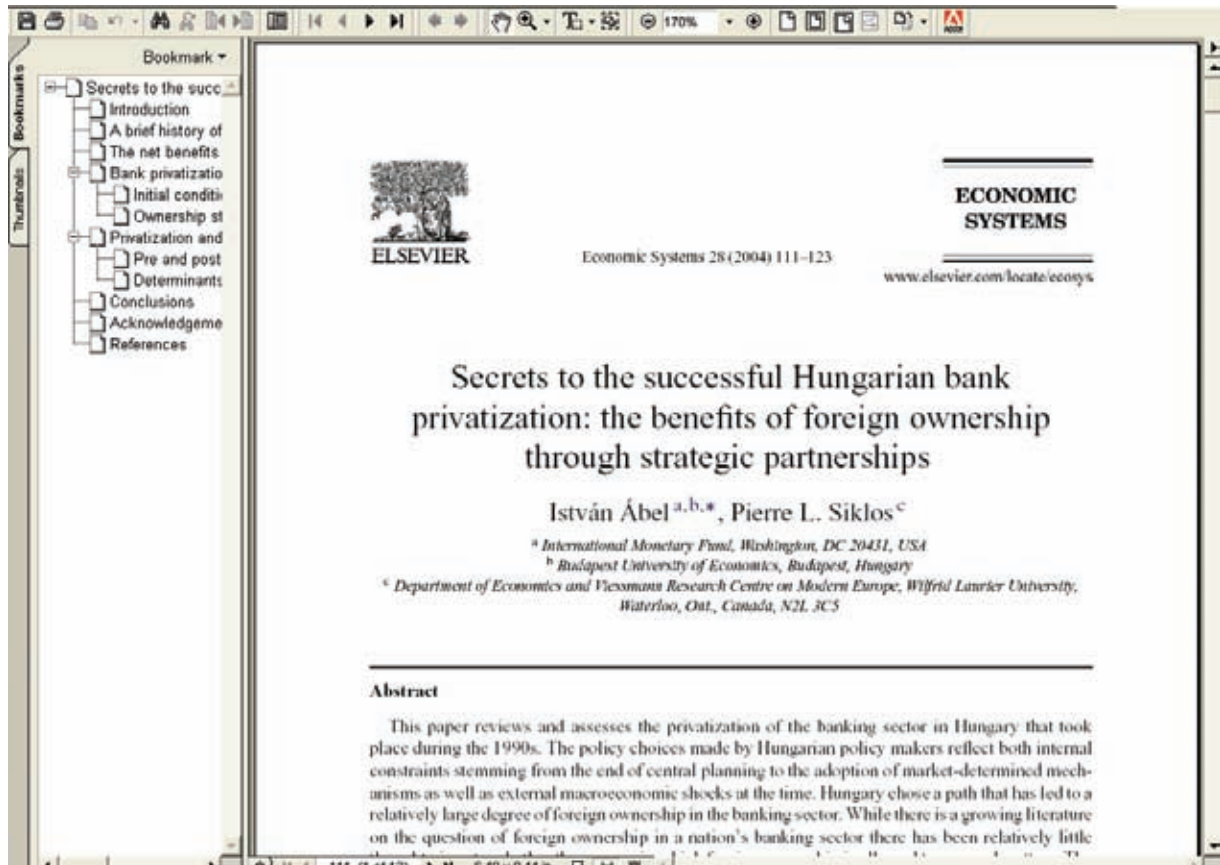 170%
Adobe
Bookmark
Bookmarks
Thumbnails
Secrets to the succ
Introduction
A brief history of
The net benefits
Bank privatizatio
Initial conditi
Ownership st
Privatization and
Pre and post
Determinants
Conclusions
Acknowledgeme
References
ELSEVIER
Economic Systems 28 (2004) 111–123
ECONOMIC
SYSTEMS
www.elsevier.com/locate/ecosys
Secrets to the successful Hungarian bank
privatization: the benefits of foreign ownership
through strategic partnerships
István Ábel a,b,*, Pierre L. Siklos c
a International Monetary Fund, Washington, DC 20431, USA
b Budapest University of Economics, Budapest, Hungary
c Department of Economics and Viessmann Research Centre on Modern Europe, Wilfrid Laurier University,
Waterloo, Ont., Canada, N2L 3C5
Abstract
This paper reviews and assesses the privatization of the banking sector in Hungary that took
place during the 1990s. The policy choices made by Hungarian policy makers reflect both internal
constraints stemming from the end of central planning to the adoption of market-determined mech-
anisms as well as external macroeconomic shocks at the time. Hungary chose a path that has led to a
relatively large degree of foreign ownership in the banking sector. While there is a growing literature
on the question of foreign ownership in a nation's banking sector there has been relatively little